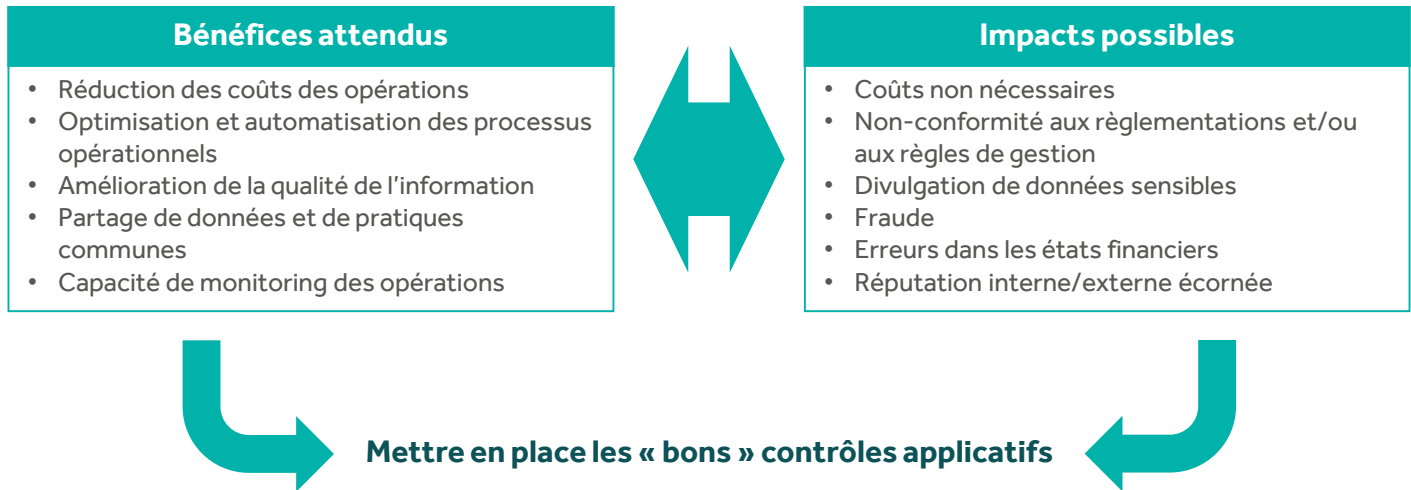 Bénéfices attendus
• Réduction des coûts des opérations
• Optimisation et automatisation des processus
opérationnels
• Amélioration de la qualité de l'information
• Partage de données et de pratiques
communes
• Capacité de monitoring des opérations
Impacts possibles
• Coûts non nécessaires
• Non-conformité aux règlementations et/ou
aux règles de gestion
• Divulgation de données sensibles
• Fraude
• Erreurs dans les états financiers
• Réputation interne/externe écornée
Mettre en place les « bons » contrôles applicatifs